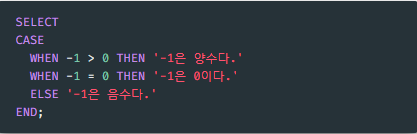 SELECT
CASE
  WHEN -1 > 0 THEN '-1은 양수다.'
  WHEN -1 = 0 THEN '-1은 0이다.'
  ELSE '-1은 음수다.'
END;